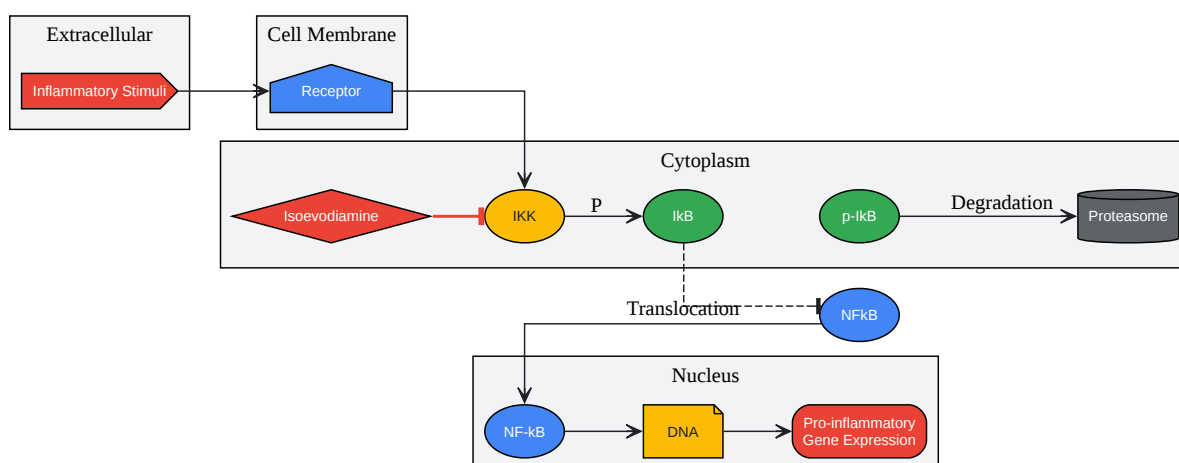 Extracellular
Cell Membrane
Inflammatory Stimuli
Receptor
Cytoplasm
Isoevodiamine
IKK
P
IkB
p-IkB
Degradation
Proteasome
Translocation
NFkB
Nucleus
NF-kB
DNA
Pro-inflammatory
Gene Expression